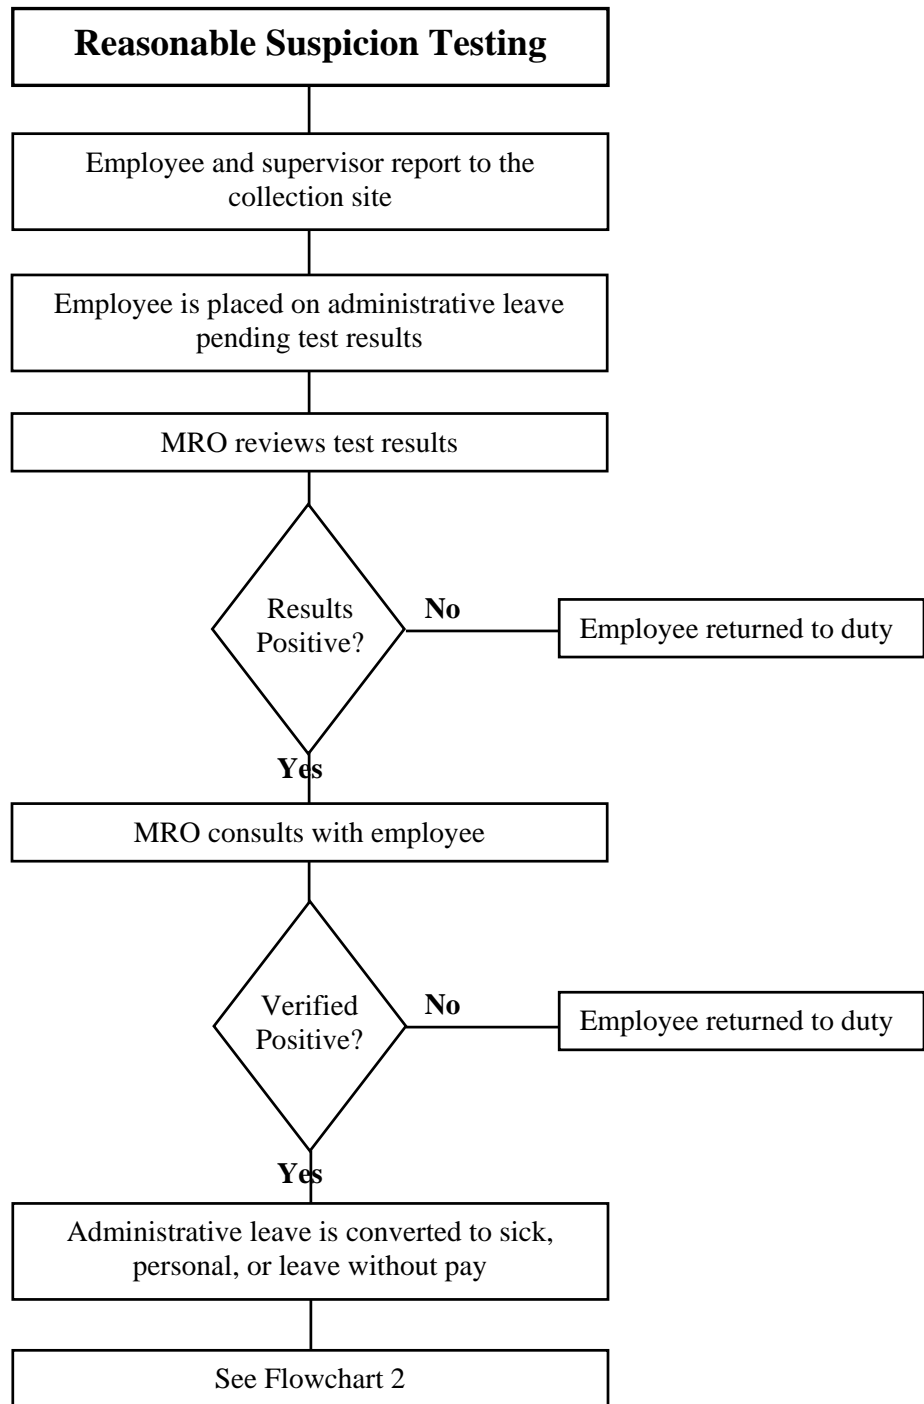 Reasonable Suspicion Testing
Employee and supervisor report to the
collection site
Employee is placed on administrative leave
pending test results
MRO reviews test results
Results
Positive?
No
Employee returned to duty
Yes
MRO consults with employee
Verified
Positive?
No
Employee returned to duty
Yes
Administrative leave is converted to sick,
personal, or leave without pay
See Flowchart 2